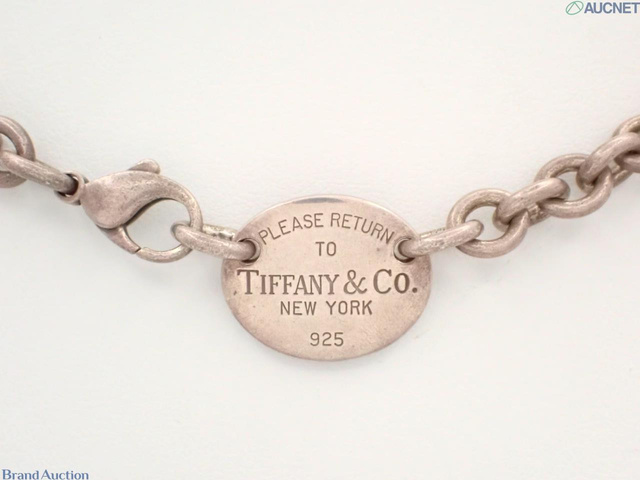 AUCNET
PLEASE RETURN
TO
TIFFANY & CO.
NEW YORK
925
Brand Auction